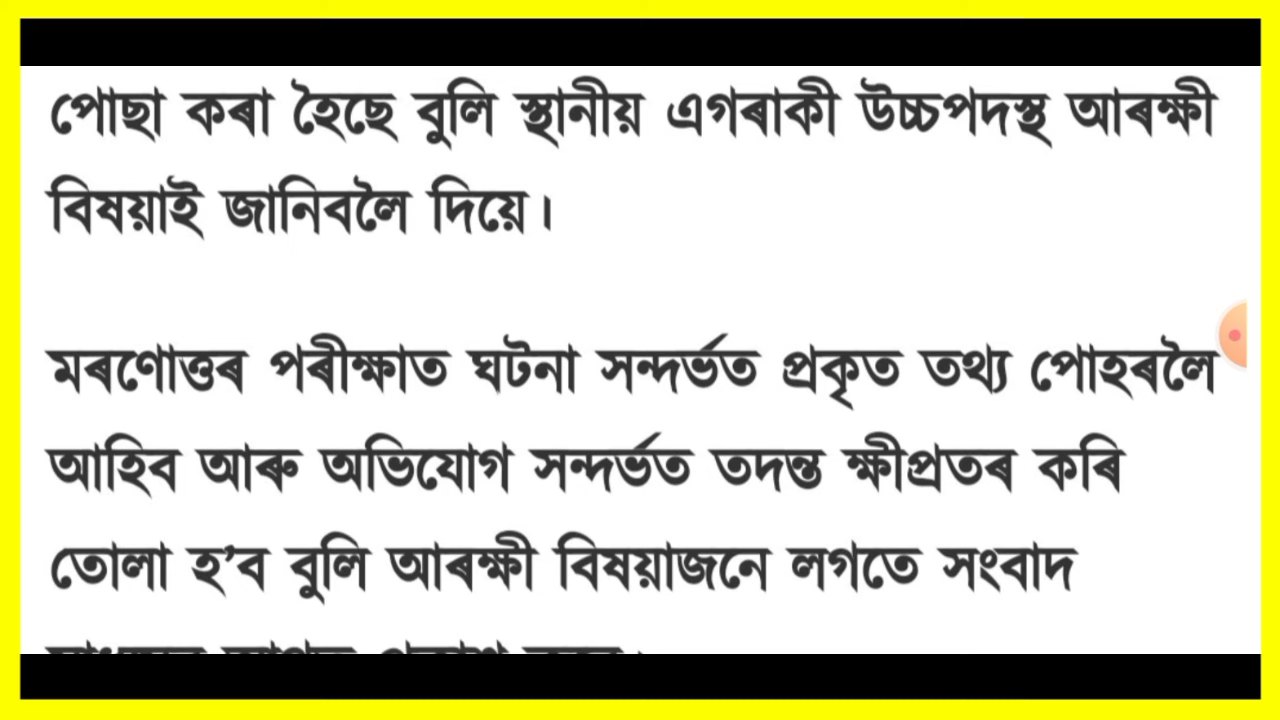 পোছা কৰা হৈছে বুলি স্থানীয় এগৰাকী উচ্চপদস্থ আৰক্ষী
বিষয়াই জানিবলৈ দিয়ে।
মৰণোত্তৰ পৰীক্ষাত ঘটনা সন্দৰ্ভত প্ৰকৃত তথ্য পোহৰলৈ
আহিব আৰু অভিযোগ সন্দৰ্ভত তদন্ত ক্ষীপ্ৰতৰ কৰি
তোলা হ’ব বুলি আৰক্ষী বিষয়াজনে লগতে সংবাদ